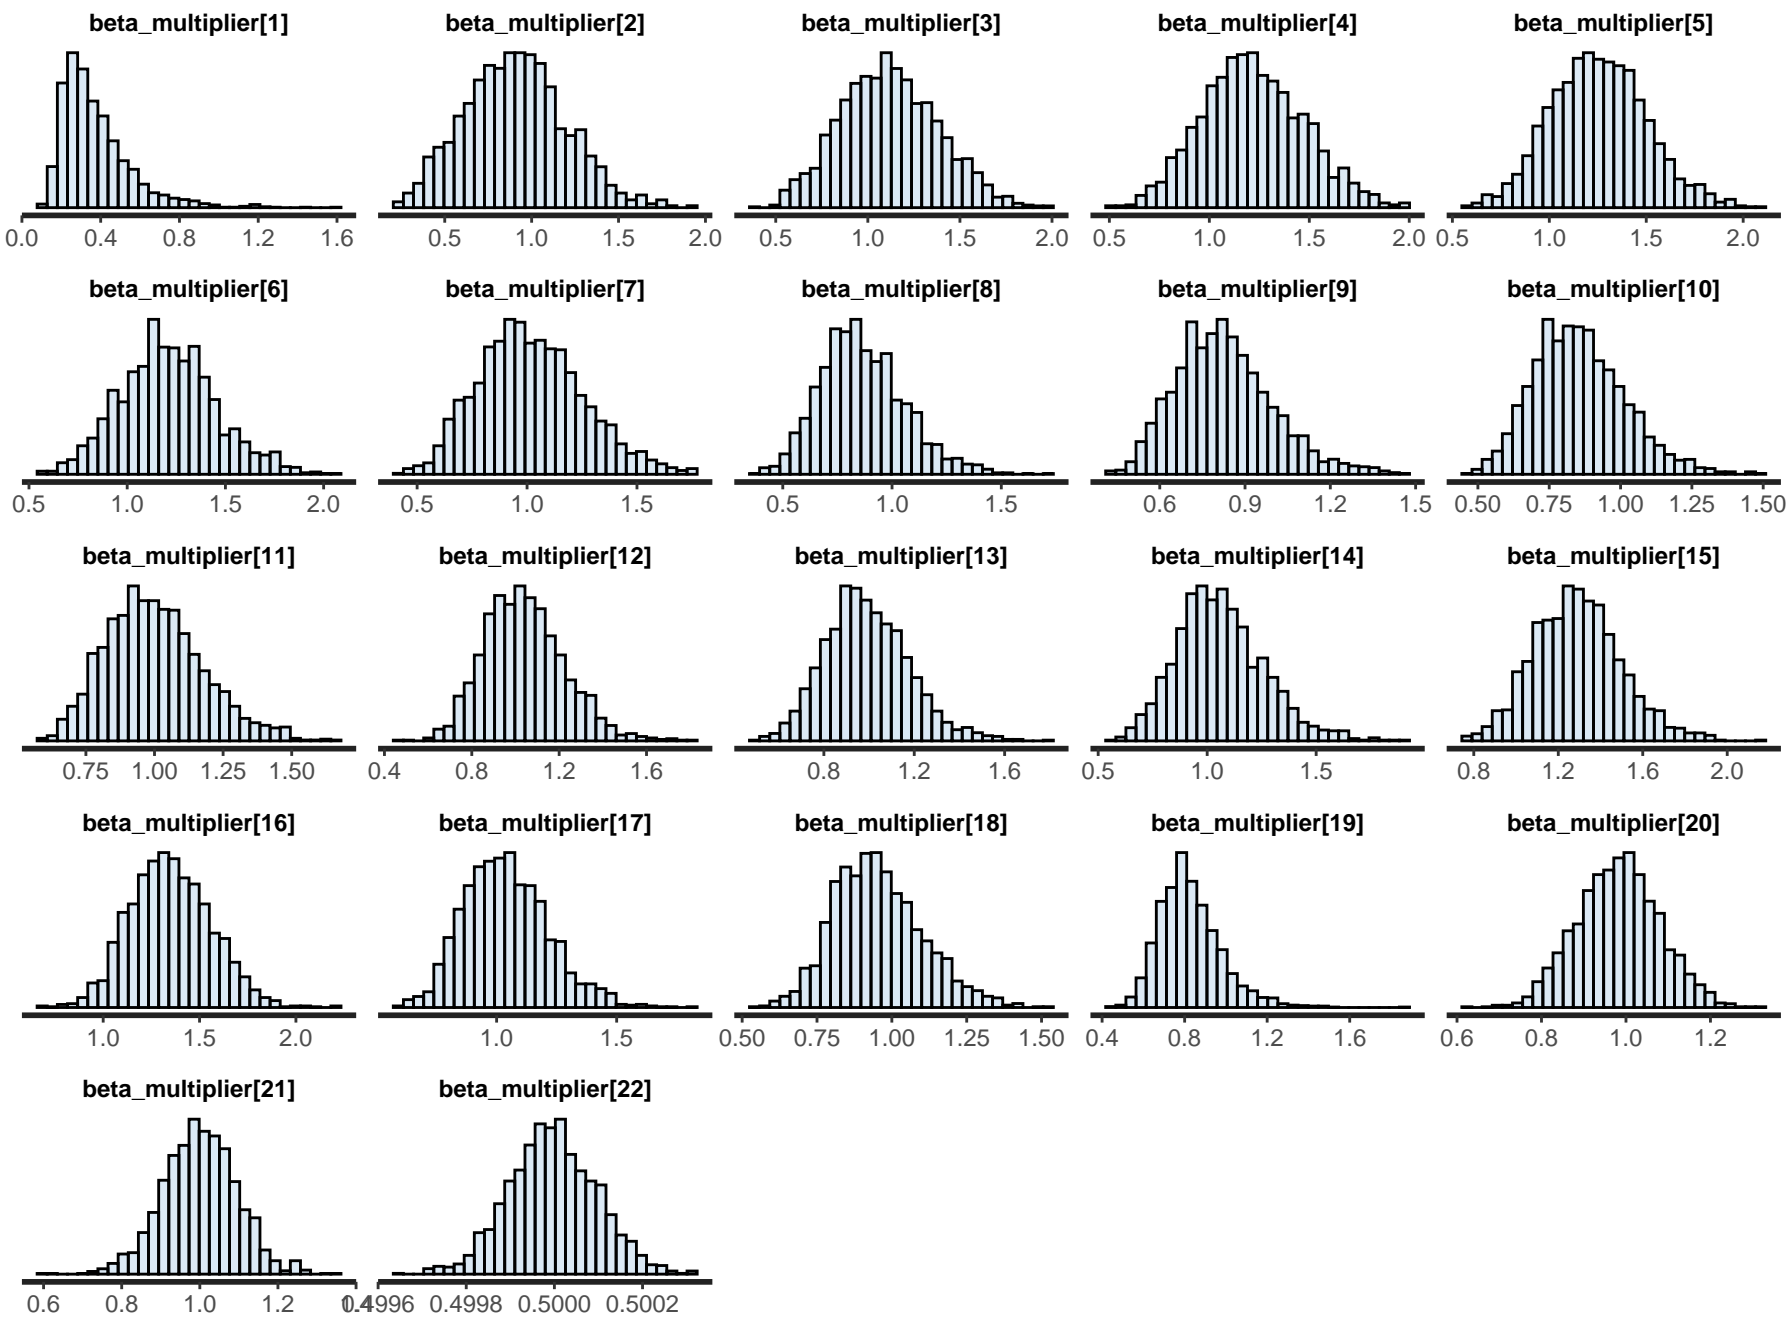 beta_multiplier[1] beta_multiplier[2] beta_multiplier[3] beta_multiplier[4] beta_multiplier[5]
0.0 0.4 0.8 1.2 1.6 0.5 1.0 1.5 2.0 0.5 1.0 1.5 2.0 0.5 1.0 1.5 2.0 0.5 1.0 1.5 2.0
beta_multiplier[6] beta_multiplier[7] beta_multiplier[8] beta_multiplier[9] beta_multiplier[10]
0.5 1.0 1.5 2.0 0.5 1.0 1.5 0.5 1.0 1.5 0.6 0.9 1.2 1.5 0.50 0.75 1.00 1.25 1.50
beta_multiplier[11] beta_multiplier[12] beta_multiplier[13] beta_multiplier[14] beta_multiplier[15]
0.75 1.00 1.25 1.50 0.4 0.8 1.2 1.6 0.8 1.2 1.6 0.5 1.0 1.5 0.8 1.2 1.6 2.0
beta_multiplier[16] beta_multiplier[17] beta_multiplier[18] beta_multiplier[19] beta_multiplier[20]
1.0 1.5 2.0 1.0 1.5 0.50 0.75 1.00 1.25 1.50 0.4 0.8 1.2 1.6 0.6 0.8 1.0 1.2
beta_multiplier[21] beta_multiplier[22]
0.6 0.8 1.0 1.2 1.4 0.4996 0.4998 0.5000 0.5002